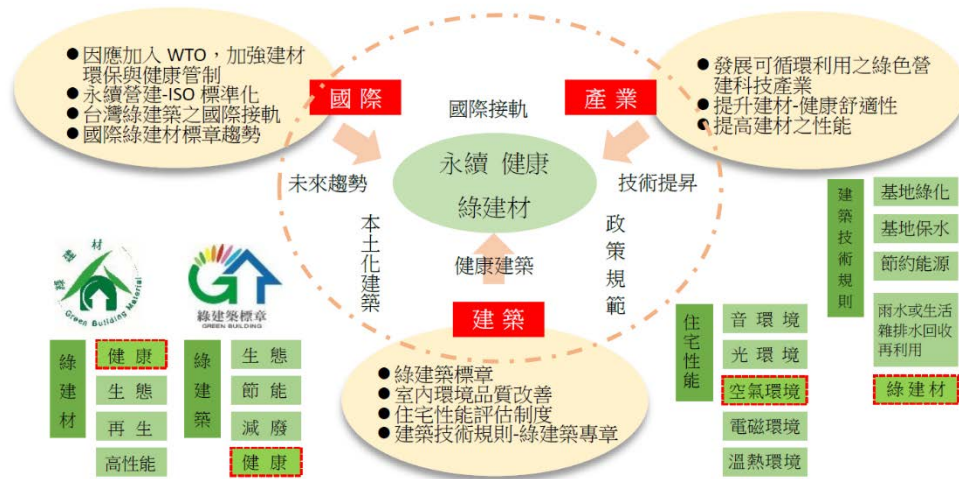 ● 因應加入 WTO，加強建材
環保與健康管制
● 永續營建-ISO 標準化
● 台灣綠建築之國際接軌
● 國際綠建材標章趨勢
國際
國際接軌
產業
● 發展可循環利用之綠色營
建科技產業
● 提升建材-健康舒適性
● 提高建材之性能
永續 健康
綠建材
未來趨勢
技術提昇
本土化建築
健康建築
政策規範
建築
● 綠建築標章
● 室內環境品質改善
● 住宅性能評估制度
● 建築技術規則-綠建築專章
綠建材
Green Building Material
綠建築標章
GREEN BUILDING
綠建材
健康
生態
再生
高性能
綠建築
生態
節能
減廢
健康
住宅性能
音環境
光環境
空氣環境
電磁環境
溫熱環境
建築技術規則
基地綠化
基地保水
節約能源
雨水或生活
雜排水回收
再利用
綠建材